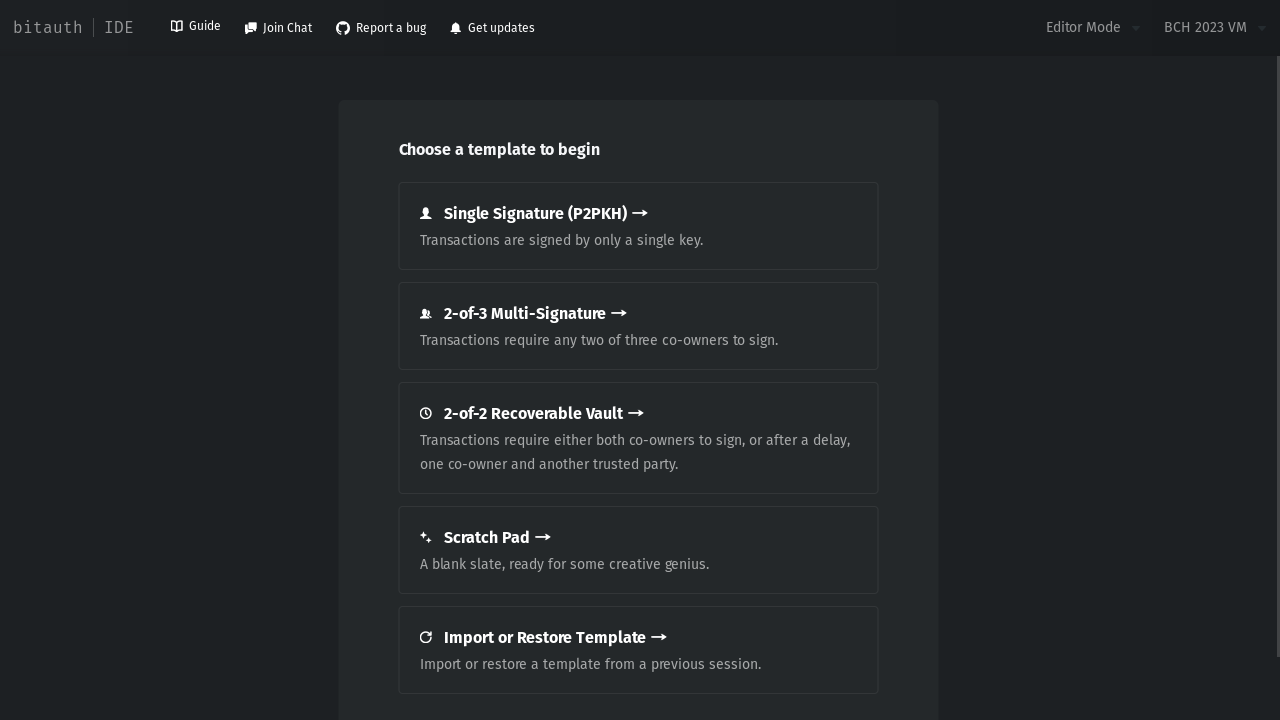 bitauth | IDE
Guide
Join Chat
Report a bug
Get updates
Editor Mode
BCH 2023 VM
Choose a template to begin
Single Signature (P2PKH) →
Transactions are signed by only a single key.
2-of-3 Multi-Signature →
Transactions require any two of three co-owners to sign.
2-of-2 Recoverable Vault →
Transactions require either both co-owners to sign, or after a delay,
one co-owner and another trusted party.
Scratch Pad →
A blank slate, ready for some creative genius.
Import or Restore Template →
Import or restore a template from a previous session.